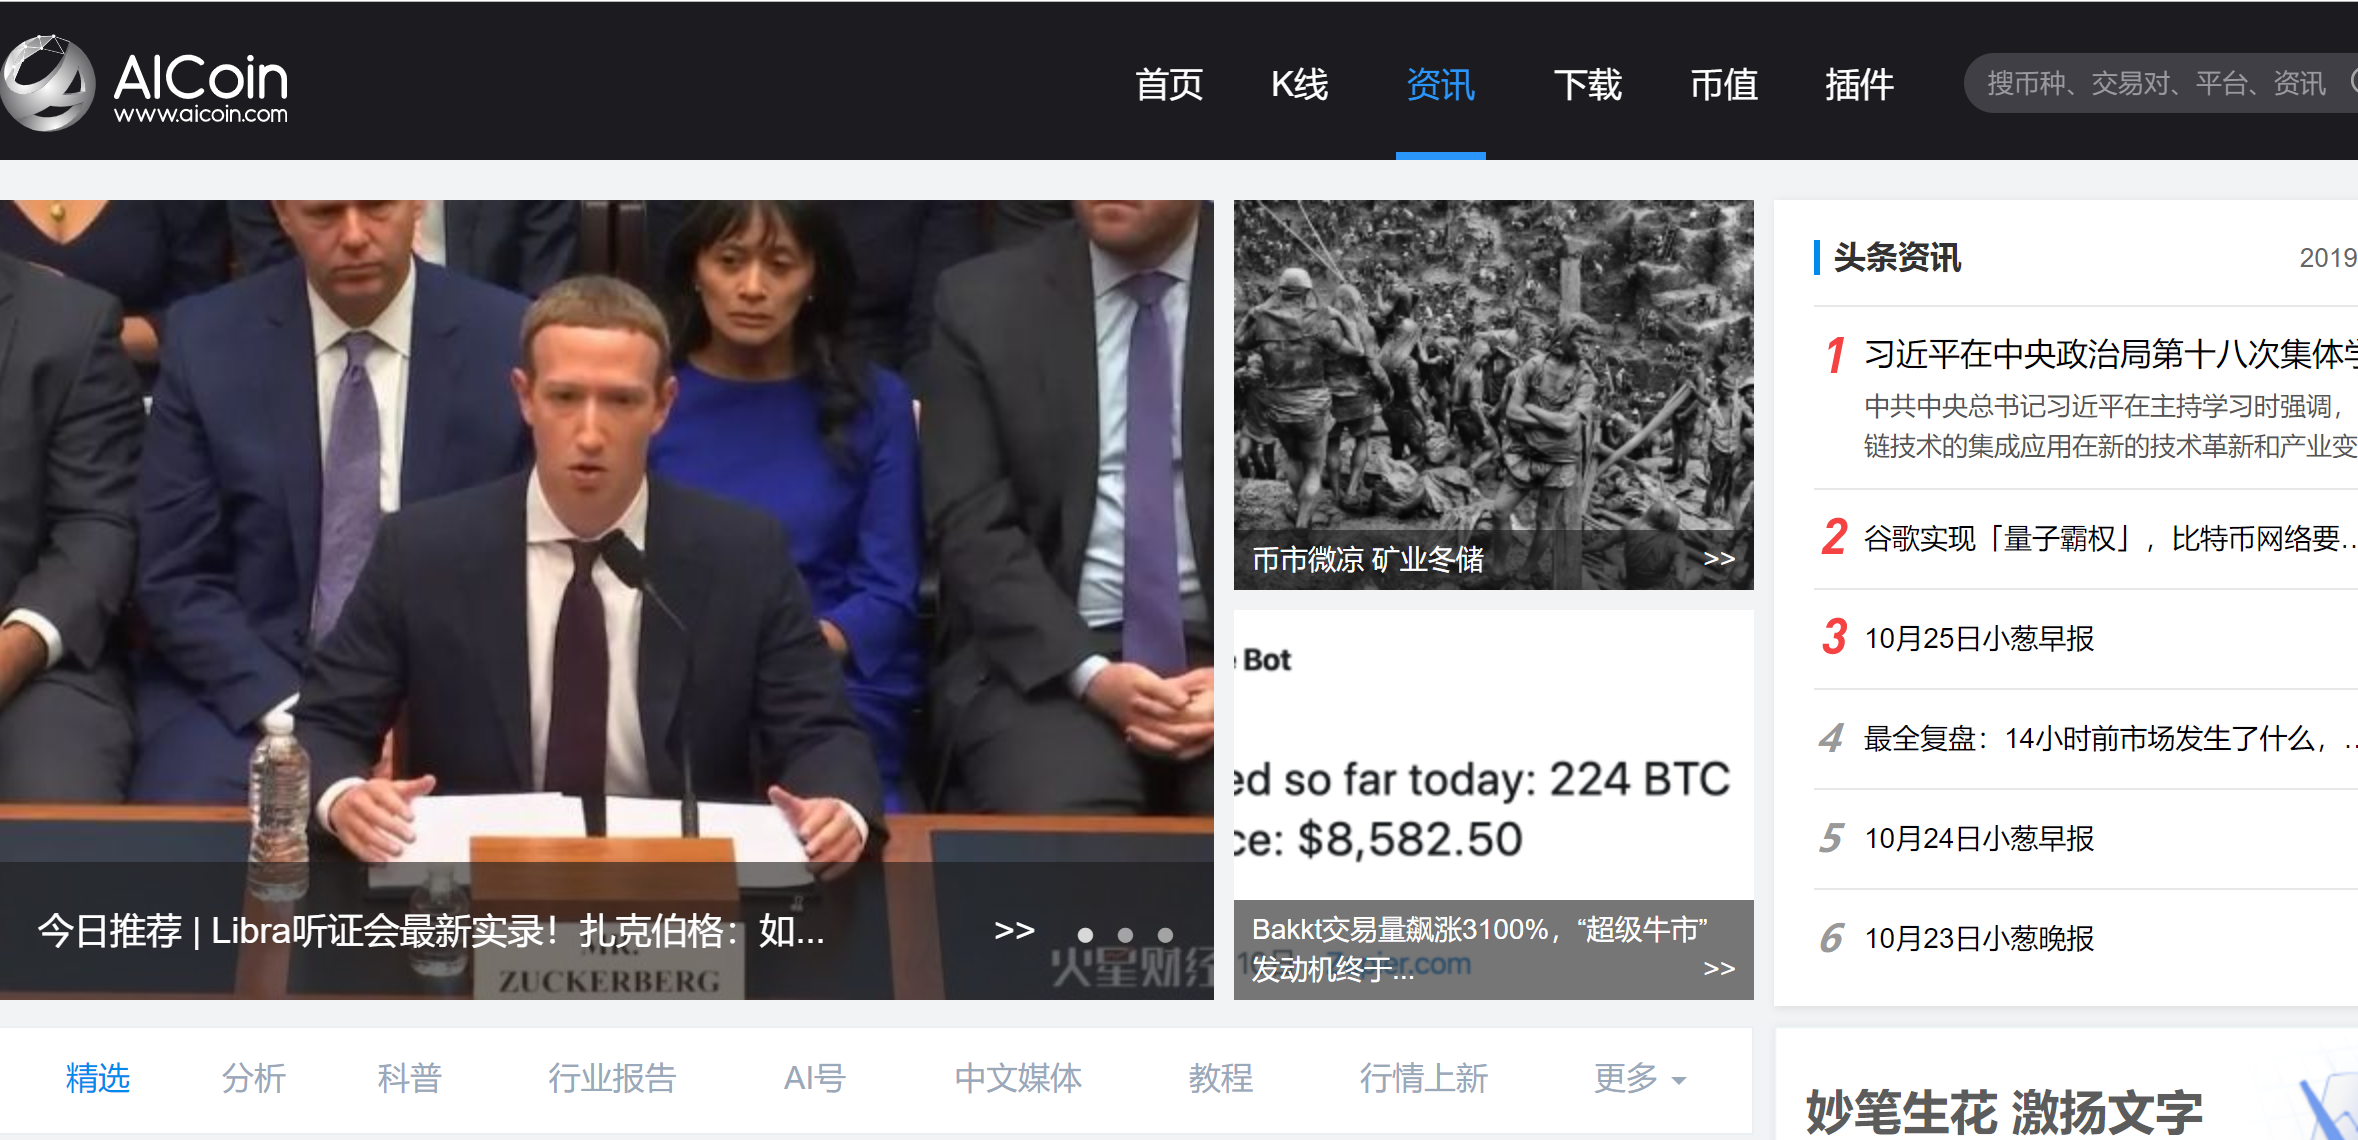 AICoin
www.aicoin.com
首页 K线 资讯 下载 币值 插件
搜币种、交易对、平台、资讯
今日推荐 | Libra听证会最新实录！扎克伯格：如... >>
MR.
ZUCKERBERG
火星财经
币市微凉 矿业冬储 >>
Bot
ed so far today: 224 BTC
ce: $8,582.50
Bakkt交易量飙涨3100%，“超级牛市”
发动机终于... >>
头条资讯 2019
1 习近平在中央政治局第十八次集体学
中共中央总书记习近平在主持学习时强调，
链技术的集成应用在新的技术革新和产业变
2 谷歌实现「量子霸权」，比特币网络要...
3 10月25日小葱早报
4 最全复盘：14小时前市场发生了什么，...
5 10月24日小葱早报
6 10月23日小葱晚报
精选 分析 科普 行业报告 AI号 中文媒体 教程 行情上新 更多
妙笔生花 激扬文字